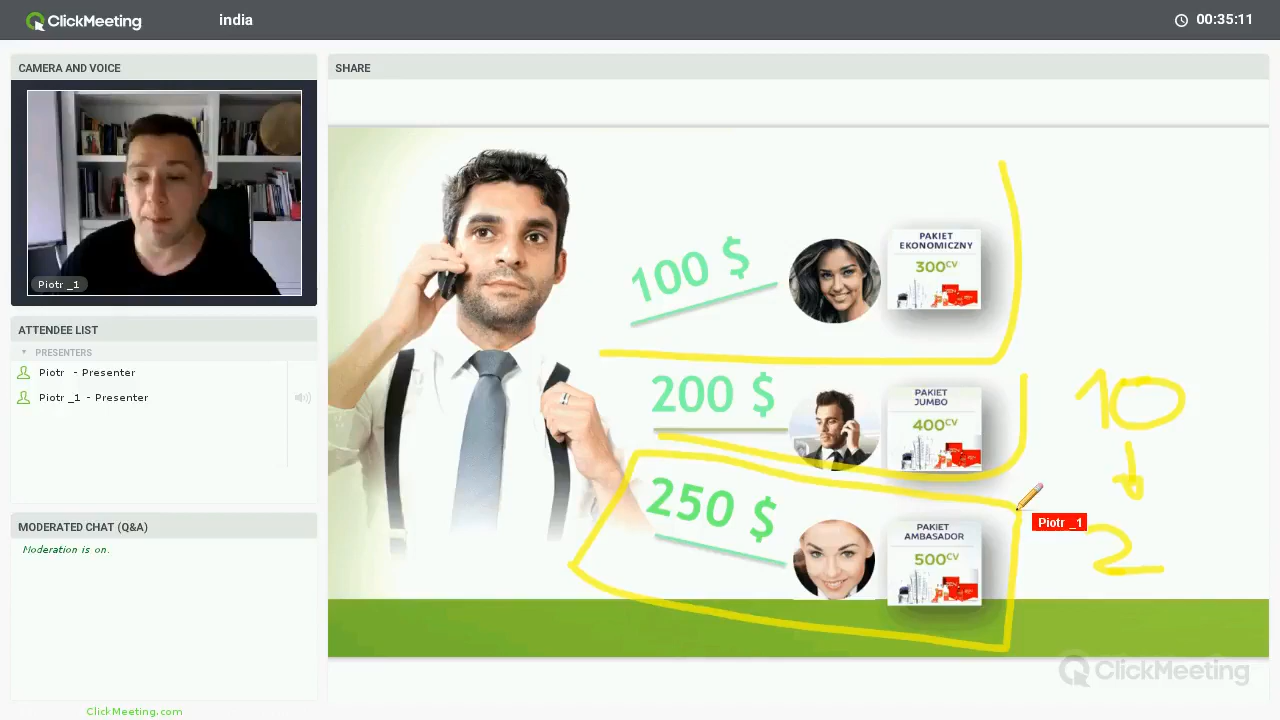 ClickMeeting
india
00:35:11
CAMERA AND VOICE
Piotr _1
ATTENDEE LIST
PRESENTERS
Piotr - Presenter
Piotr _1 - Presenter
MODERATED CHAT (Q&A)
Moderation is on.
ClickMeeting.com
SHARE
100 $
PAKIET
EKONOMICZNY
300CV
200 $
PAKIET
JUMBO
400CV
10
250 $
PAKIET
AMBASADOR
500CV
Piotr _1
2
ClickMeeting